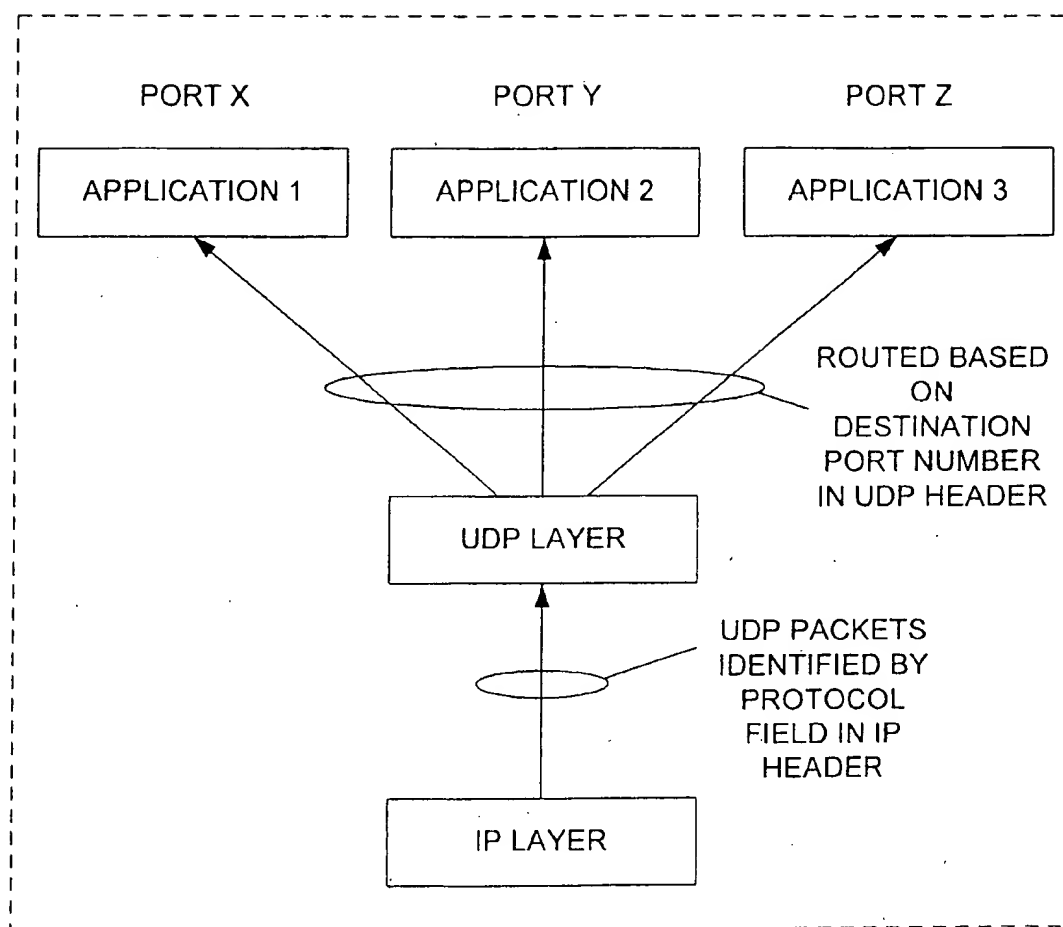 PORT X
PORT Y
PORT Z
APPLICATION 1
APPLICATION 2
APPLICATION 3
ROUTED BASED
ON
DESTINATION
PORT NUMBER
IN UDP HEADER
UDP LAYER
UDP PACKETS
IDENTIFIED BY
PROTOCOL
FIELD IN IP
HEADER
IP LAYER